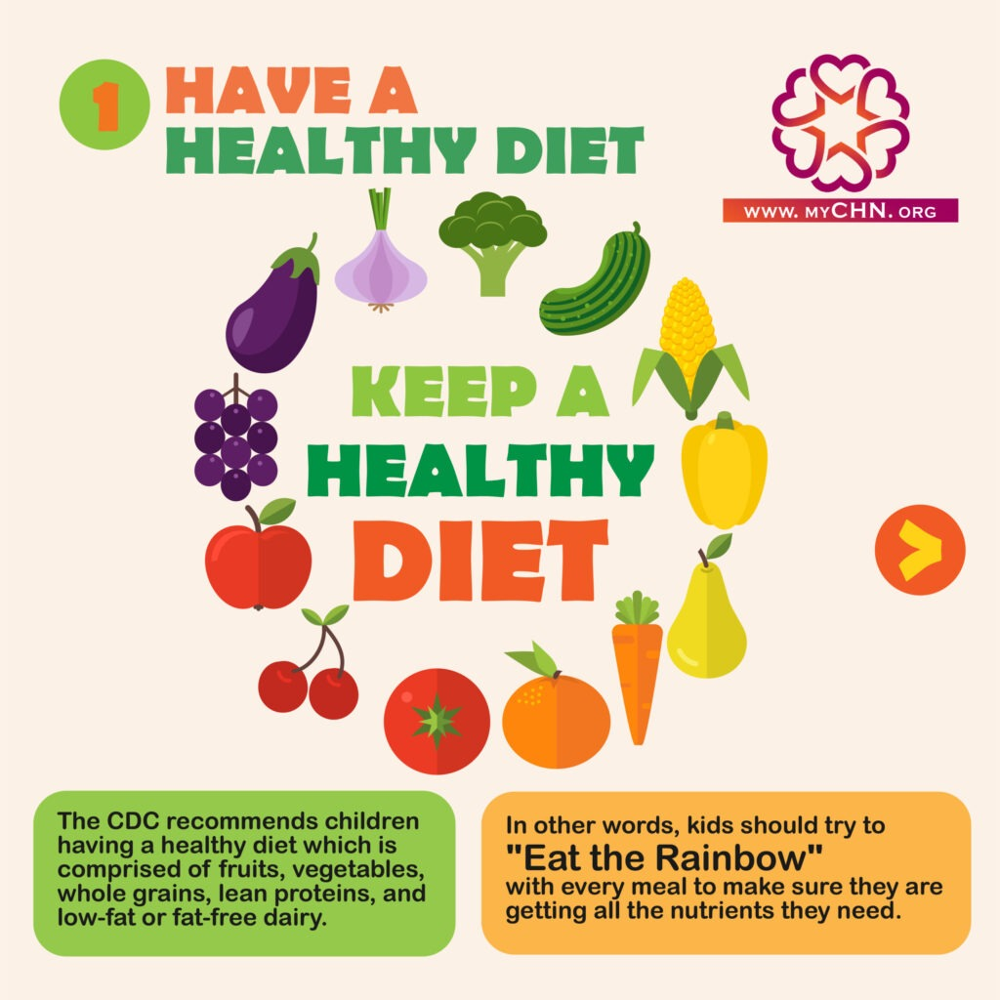 1
HAVE A
HEALTHY DIET
www. myCHN. org
KEEP A
HEALTHY
DIET
>
The CDC recommends children
having a healthy diet which is
comprised of fruits, vegetables,
whole grains, lean proteins, and
low-fat or fat-free dairy.
In other words, kids should try to
"Eat the Rainbow"
with every meal to make sure they are
getting all the nutrients they need.